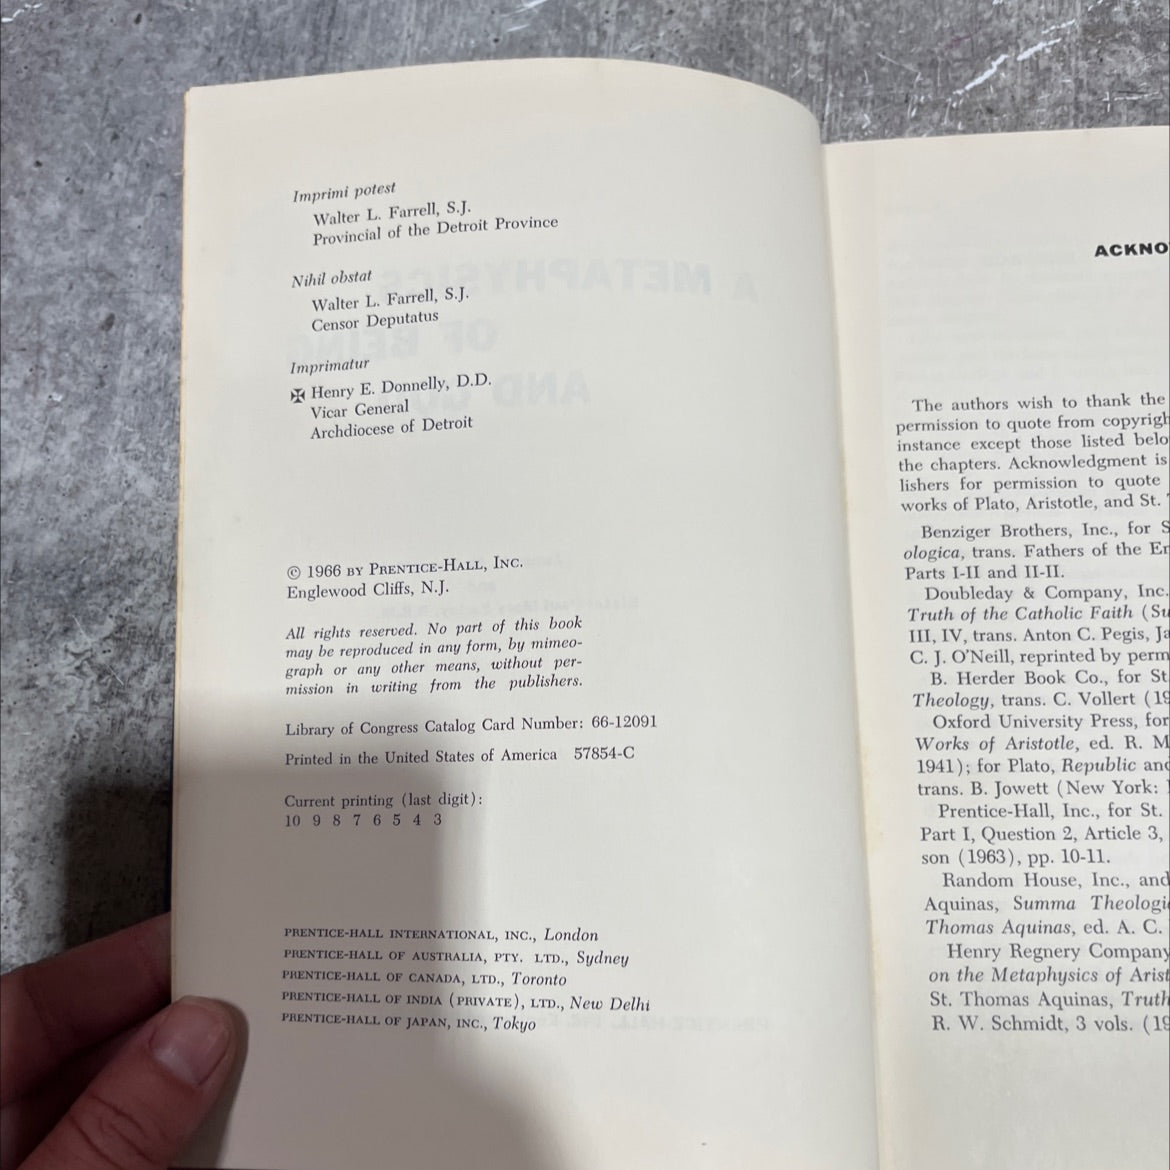 Imprimi potest
Walter L. Farrell, S.J.
Provincial of the Detroit Province
Nihil obstat
Walter L. Farrell, S.J.
Censor Deputatus
Imprimatur
✠ Henry E. Donnelly, D.D.
Vicar General
Archdiocese of Detroit
© 1966 BY PRENTICE-HALL, INC.
Englewood Cliffs, N.J.
All rights reserved. No part of this book
may be reproduced in any form, by mimeo-
graph or any other means, without per-
mission in writing from the publishers.
Library of Congress Catalog Card Number: 66-12091
Printed in the United States of America 57854-C
Current printing (last digit):
10 9 8 7 6 5 4 3
PRENTICE-HALL INTERNATIONAL, INC., London
PRENTICE-HALL OF AUSTRALIA, PTY. LTD., Sydney
PRENTICE-HALL OF CANADA, LTD., Toronto
PRENTICE-HALL OF INDIA (PRIVATE), LTD., New Delhi
PRENTICE-HALL OF JAPAN, INC., Tokyo
ACKNO
The authors wish to thank the
permission to quote from copyrigh
instance except those listed belo
the chapters. Acknowledgment is
lishers for permission to quote
works of Plato, Aristotle, and St.
Benziger Brothers, Inc., for S
ologica, trans. Fathers of the En
Parts I-II and II-II.
Doubleday & Company, Inc.
Truth of the Catholic Faith (Su
III, IV, trans. Anton C. Pegis, Ja
C. J. O'Neill, reprinted by perm
B. Herder Book Co., for St
Theology, trans. C. Vollert (19
Oxford University Press, for
Works of Aristotle, ed. R. M
1941); for Plato, Republic and
trans. B. Jowett (New York:
Prentice-Hall, Inc., for St.
Part I, Question 2, Article 3,
son (1963), pp. 10-11.
Random House, Inc., and
Aquinas, Summa Theologi
Thomas Aquinas, ed. A. C.
Henry Regnery Company
on the Metaphysics of Arist
St. Thomas Aquinas, Truth
R. W. Schmidt, 3 vols. (19